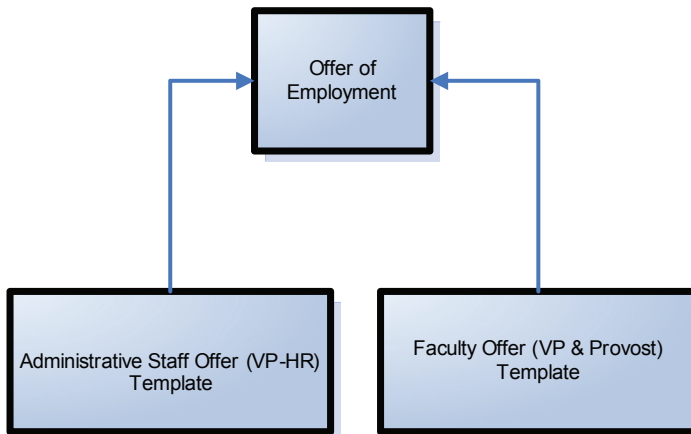 Offer of
Employment
Administrative Staff Offer (VP-HR)
Template
Faculty Offer (VP & Provost)
Template